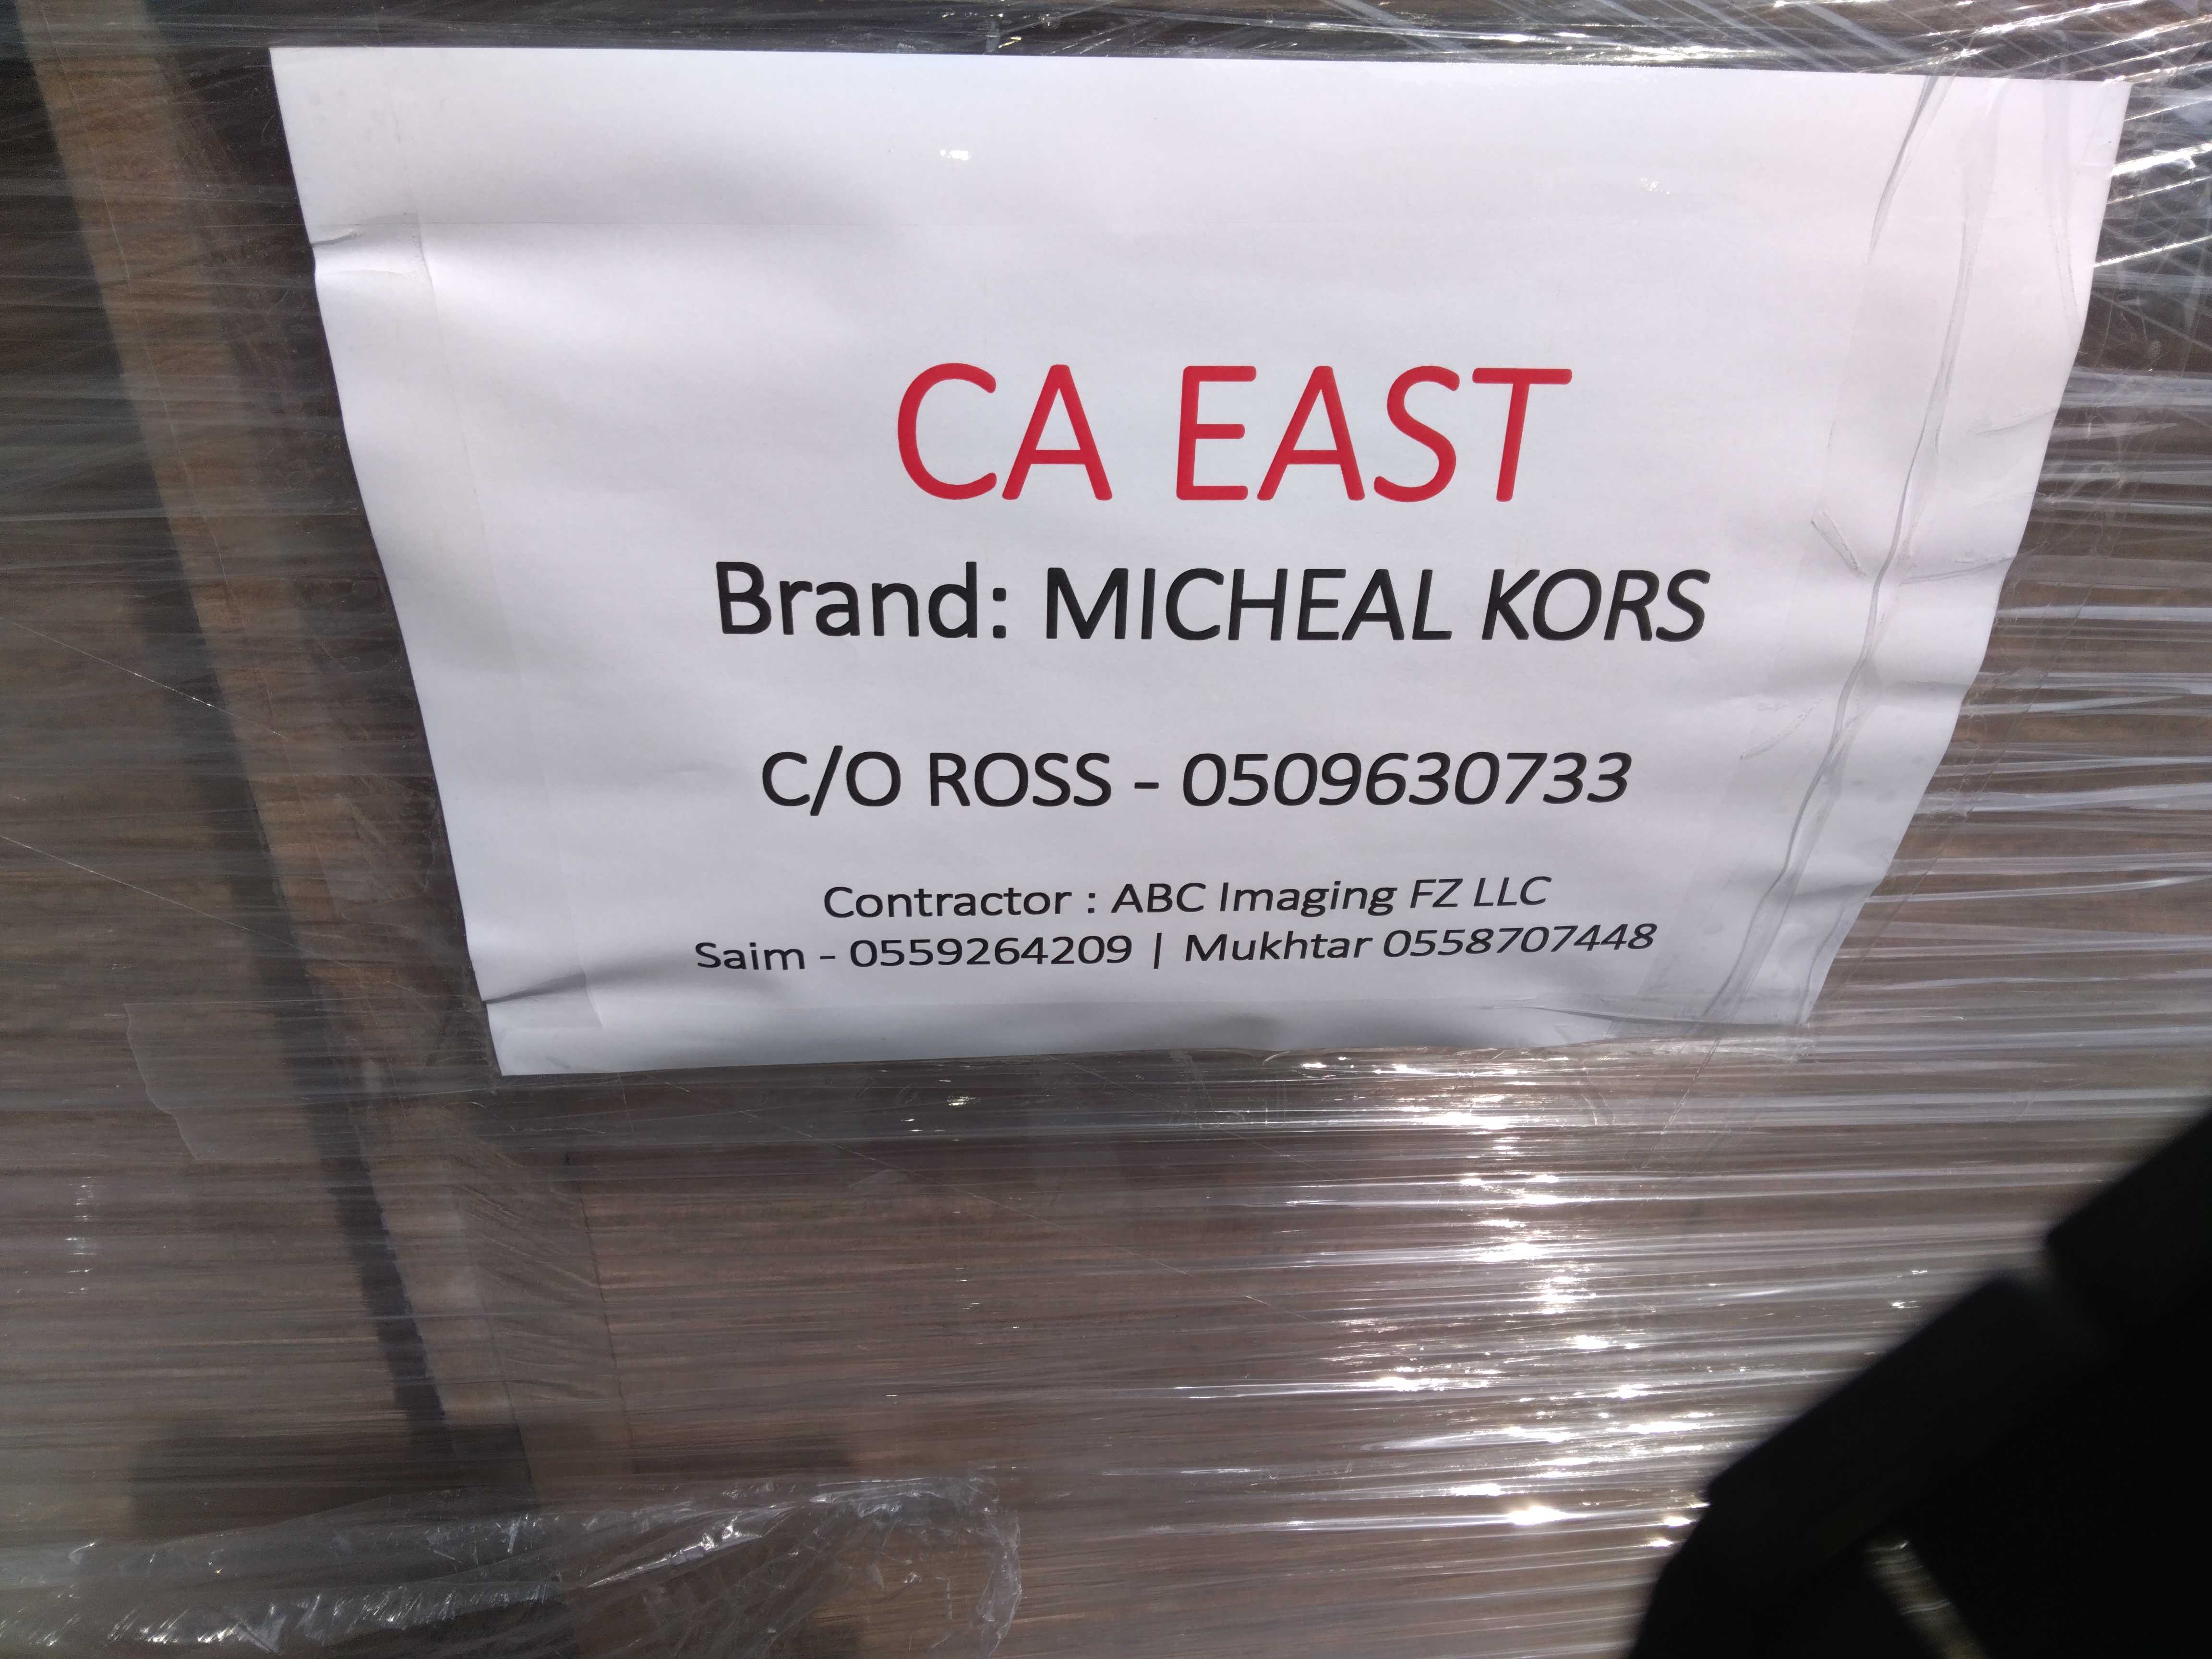 CA EAST
Brand: MICHEAL KORS
C/O ROSS - 0509630733
Contractor : ABC Imaging FZ LLC
Saim - 0559264209 | Mukhtar 0558707448